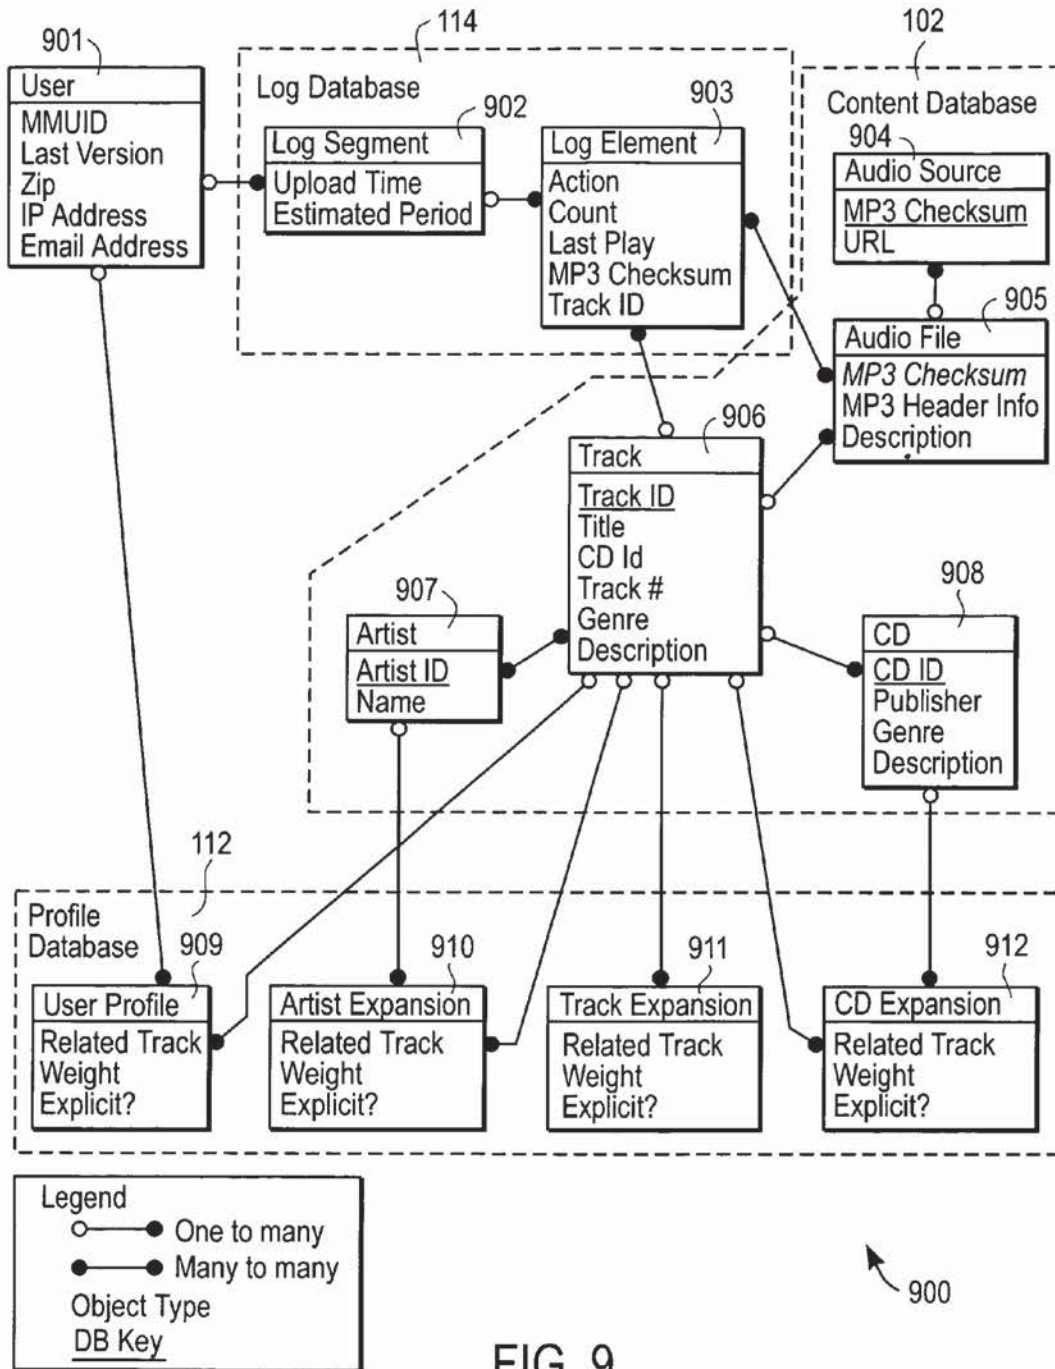 901
User
MMUID
Last Version
Zip
IP Address
Email Address
114
Log Database
902
Log Segment
Upload Time
Estimated Period
903
Log Element
Action
Count
Last Play
MP3 Checksum
Track ID
102
Content Database
904
Audio Source
MP3 Checksum
URL
905
Audio File
MP3 Checksum
MP3 Header Info
Description
906
Track
Track ID
Title
CD Id
Track #
Genre
Description
907
Artist
Artist ID
Name
908
CD
CD ID
Publisher
Genre
Description
112
Profile
Database
909
User Profile
Related Track
Weight
Explicit?
910
Artist Expansion
Related Track
Weight
Explicit?
911
Track Expansion
Related Track
Weight
Explicit?
912
CD Expansion
Related Track
Weight
Explicit?
Legend
One to many
Many to many
Object Type
DB Key
900
FIG. 9